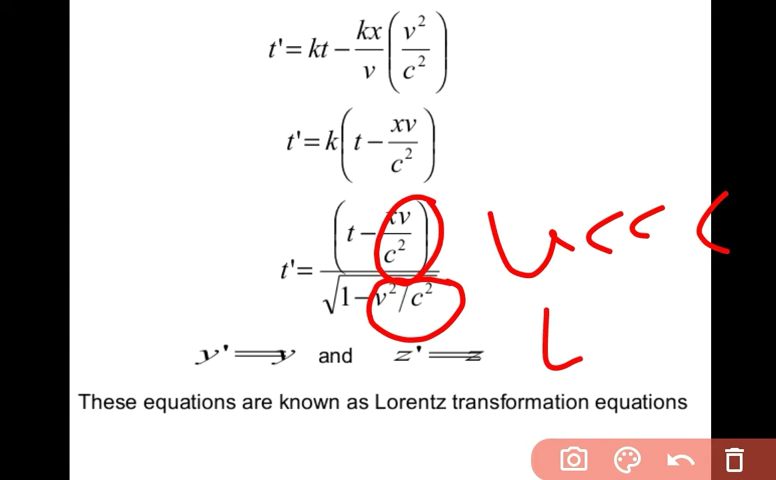 t' = kt − kx/v (v²/c²)
t' = k(t − xv/c²)
t' = (t − xv/c²) / √1 − v²/c²
u << c
L
y' = y and z' = z
These equations are known as Lorentz transformation equations